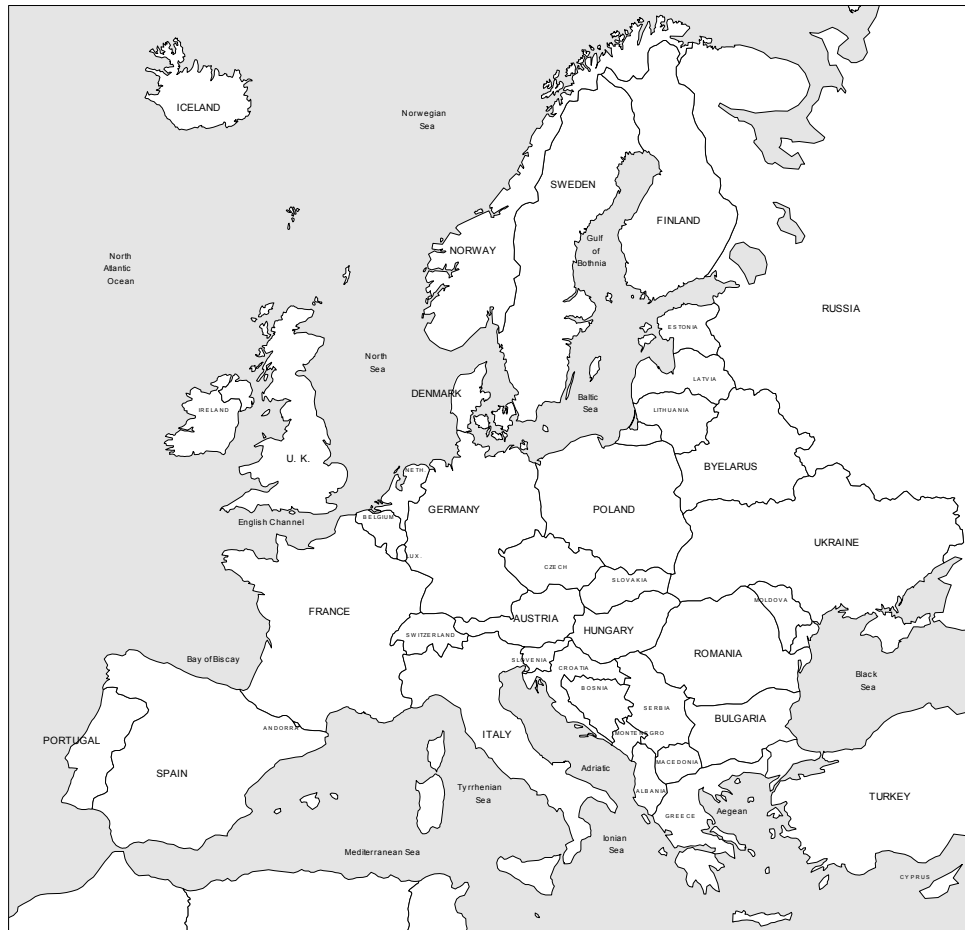 ICELAND
Norwegian
Sea
SWEDEN
FINLAND
NORWAY
Gulf
of
Bothnia
North
Atlantic
Ocean
RUSSIA
ESTONIA
North
Sea
LATVIA
DENMARK
Baltic
Sea
IRELAND
LITHUANIA
U. K.
BYELARUS
NETH.
GERMANY
POLAND
BELGIUM
English Channel
UKRAINE
LUX.
CZECH
SLOVAKIA
MOLDOVA
FRANCE
AUSTRIA
HUNGARY
SWITZERLAND
ROMANIA
Bay of Biscay
SLOVENIA
CROATIA
Black
Sea
BOSNIA
SERBIA
BULGARIA
ANDORRA
MONTENEGRO
ITALY
PORTUGAL
MACEDONIA
SPAIN
Adriatic
Tyrrhenian
Sea
ALBANIA
TURKEY
Aegean
GREECE
Ionian
Sea
Mediterranean Sea
CYPRUS